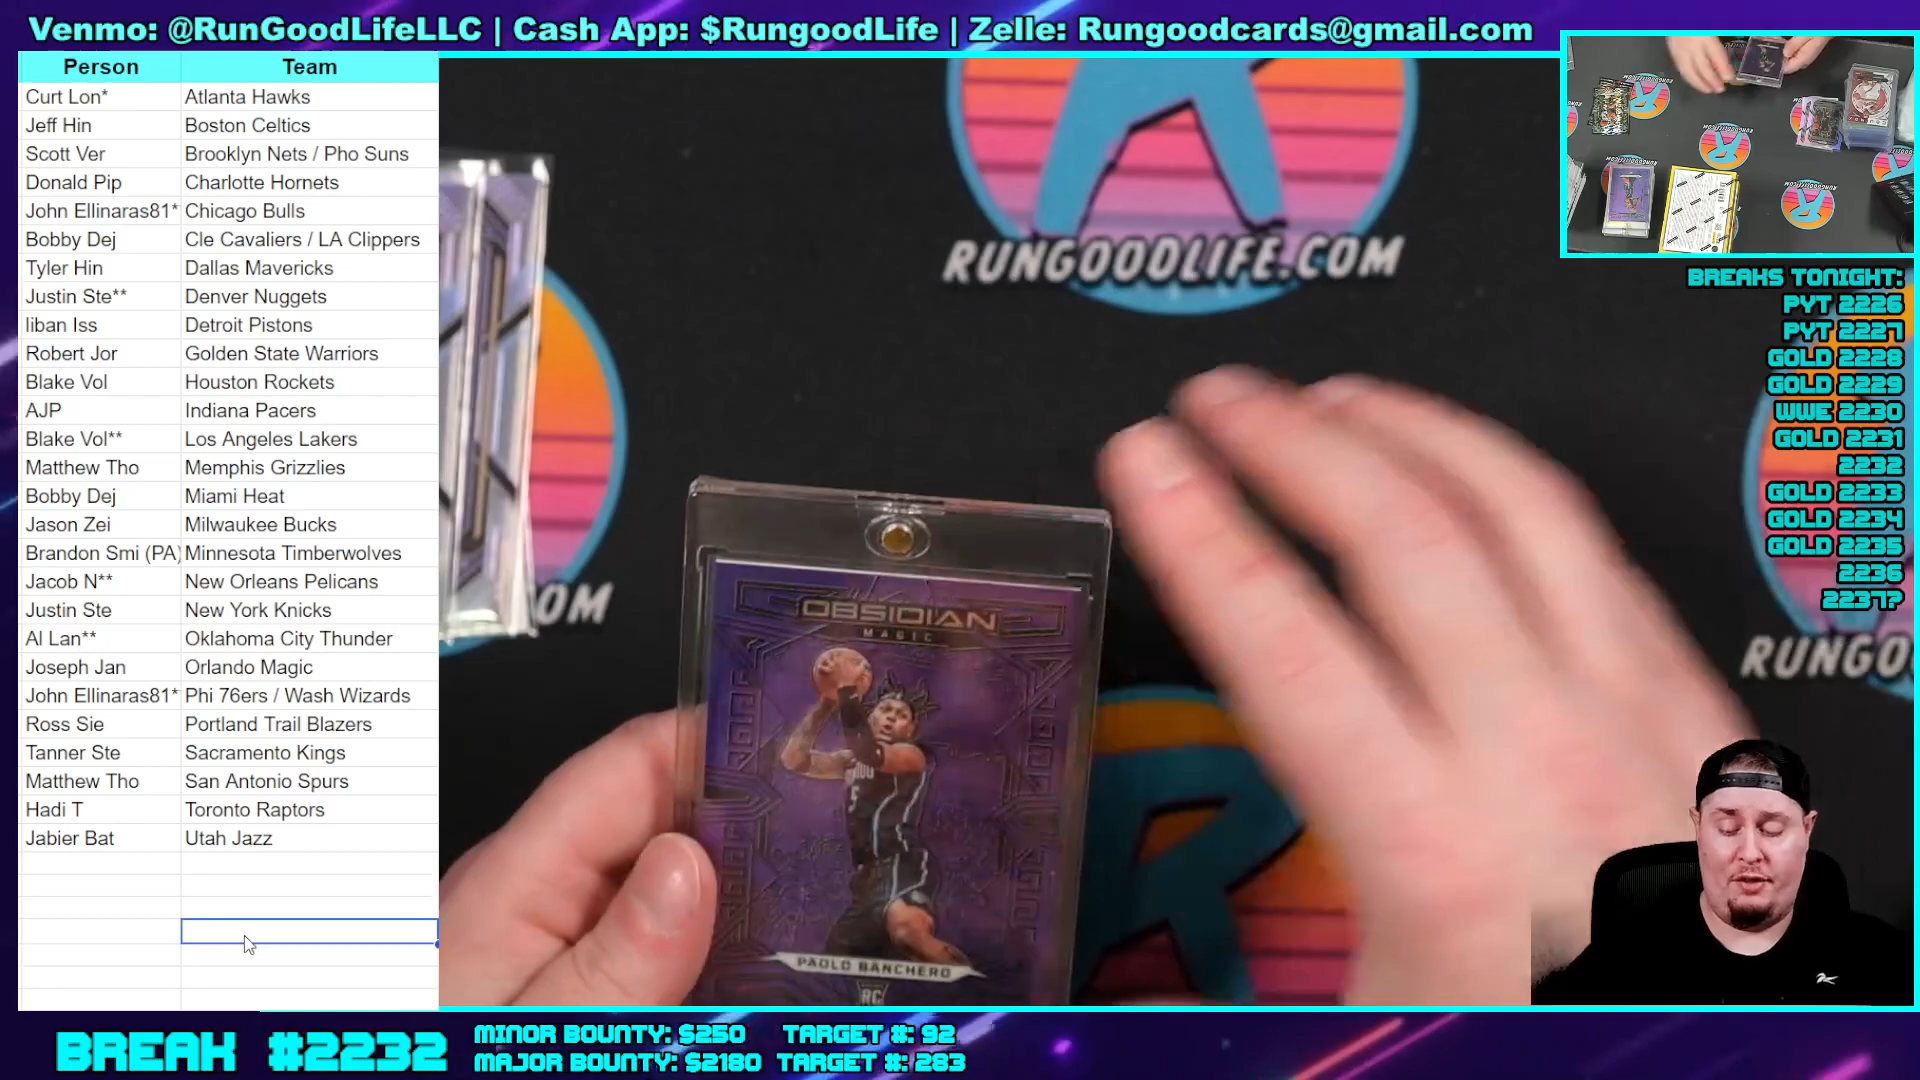 Venmo: @RunGoodLifeLLC | Cash App: $RungoodLife | Zelle: Rungoodcards@gmail.com
Person Team
Curt Lon* Atlanta Hawks
Jeff Hin Boston Celtics
Scott Ver Brooklyn Nets / Pho Suns
Donald Pip Charlotte Hornets
John Ellinaras81* Chicago Bulls
Bobby Dej Cle Cavaliers / LA Clippers
Tyler Hin Dallas Mavericks
Justin Ste** Denver Nuggets
liban Iss Detroit Pistons
Robert Jor Golden State Warriors
Blake Vol Houston Rockets
AJP Indiana Pacers
Blake Vol** Los Angeles Lakers
Matthew Tho Memphis Grizzlies
Bobby Dej Miami Heat
Jason Zei Milwaukee Bucks
Brandon Smi (PA) Minnesota Timberwolves
Jacob N** New Orleans Pelicans
Justin Ste New York Knicks
Al Lan** Oklahoma City Thunder
Joseph Jan Orlando Magic
John Ellinaras81* Phi 76ers / Wash Wizards
Ross Sie Portland Trail Blazers
Tanner Ste Sacramento Kings
Matthew Tho San Antonio Spurs
Hadi T Toronto Raptors
Jabier Bat Utah Jazz
RUNGOODLIFE.COM
OM
RUNGO
OBSIDIAN
MAGIC
5
PAOLO BANCHERO
RC
BREAKS TONIGHT:
PYT 2226
PYT 2227
GOLD 2228
GOLD 2229
WWE 2230
GOLD 2231
2232
GOLD 2233
GOLD 2234
GOLD 2235
2236
2237?
BREAK #2232
MINOR BOUNTY: $250 TARGET #: 92
MAJOR BOUNTY: $2180 TARGET #: 283